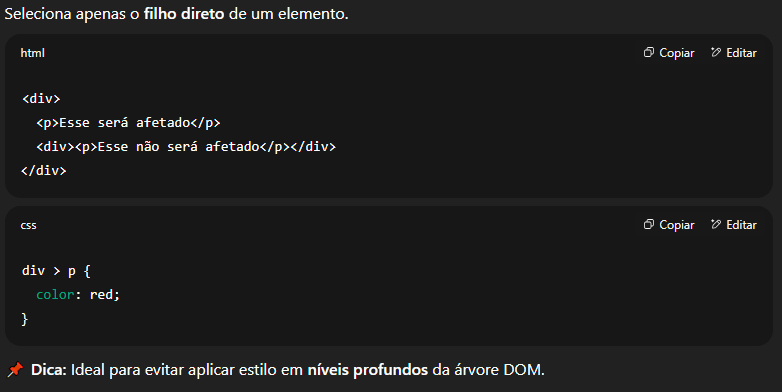 Seleciona apenas o filho direto de um elemento.
html Copiar Editar
<div>
  <p>Esse será afetado</p>
  <div><p>Esse não será afetado</p></div>
</div>
css Copiar Editar
div > p {
  color: red;
}
📌 Dica: Ideal para evitar aplicar estilo em níveis profundos da árvore DOM.